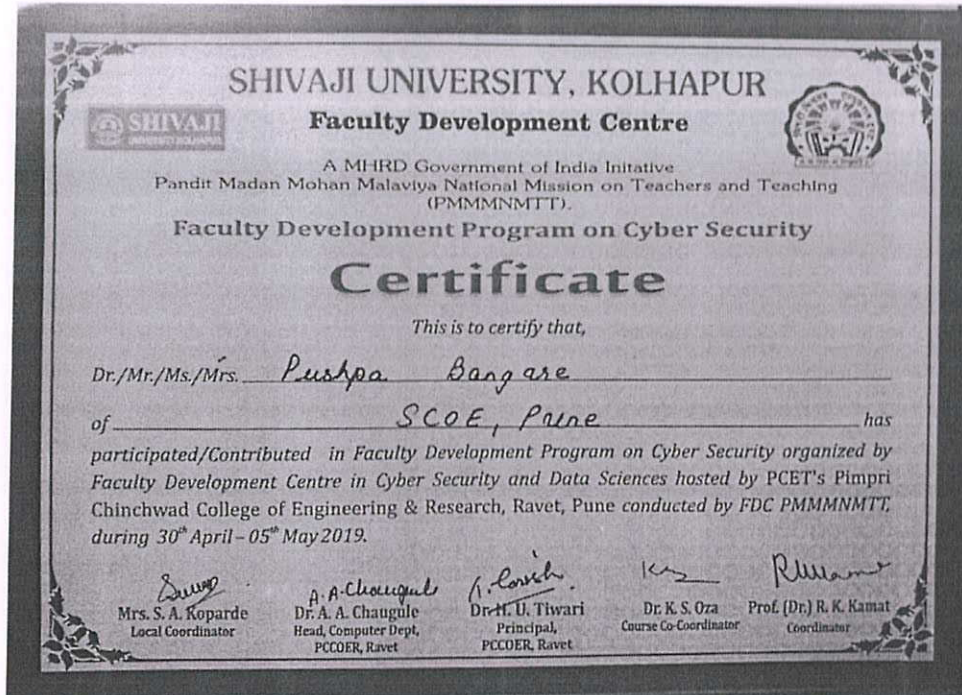 SHIVAJI UNIVERSITY, KOLHAPUR
SHIVAJI
Faculty Development Centre
A MHRD Government of India Initative
Pandit Madan Mohan Malaviya National Mission on Teachers and Teaching
(PMMMNMTT).
Faculty Development Program on Cyber Security
Certificate
This is to certify that,
Dr./Mr./Ms./Mrs. Pushpa Bangare
of SCOE, Pune has
participated/Contributed in Faculty Development Program on Cyber Security organized by
Faculty Development Centre in Cyber Security and Data Sciences hosted by PCET's Pimpri
Chinchwad College of Engineering & Research, Ravet, Pune conducted by FDC PMMMNMTT,
during 30th April – 05th May 2019.
A. A. Chaugule
Mrs. S. A. Koparde
Local Coordinator
Dr. A. A. Chaugule
Head, Computer Dept,
PCCOER, Ravet
Dr. H. U. Tiwari
Principal,
PCCOER, Ravet
Dr. K. S. Oza
Course Co-Coordinator
Prof. (Dr.) R. K. Kamat
Coordinator